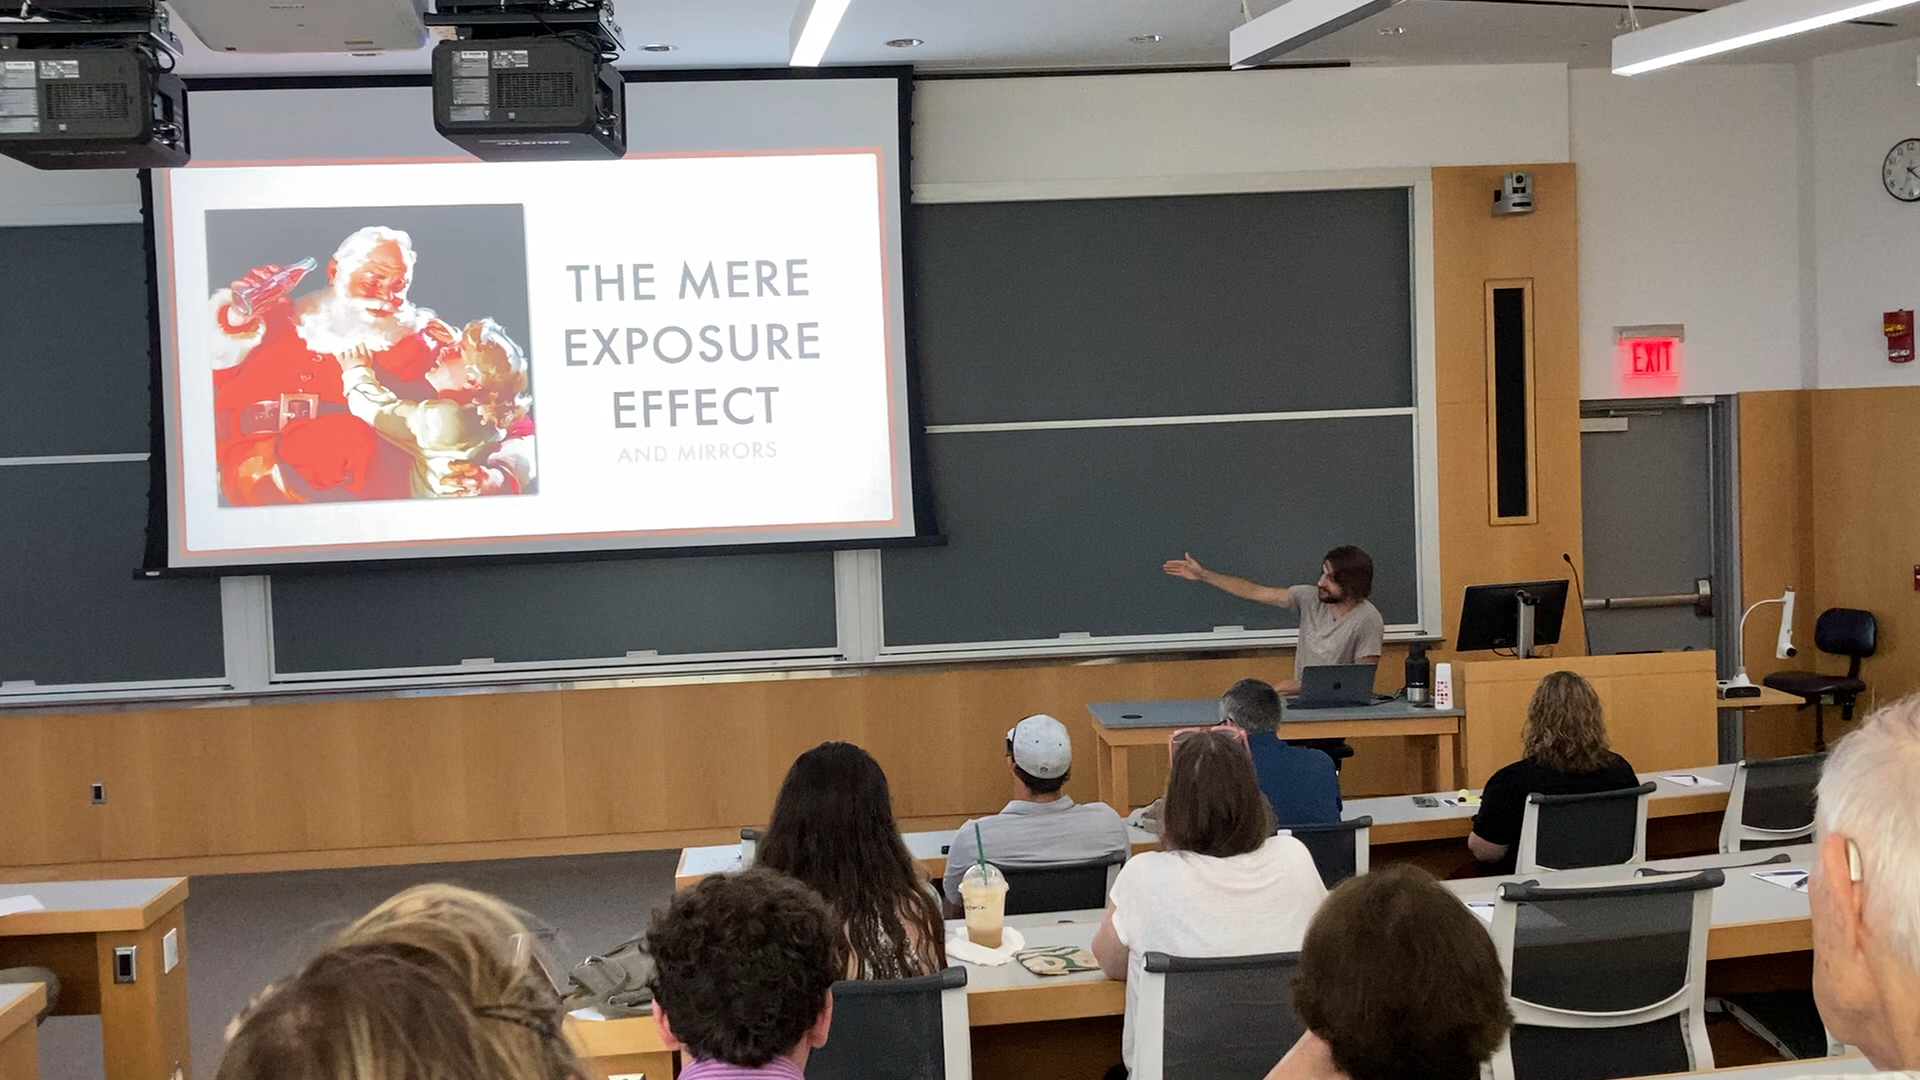 THE MERE
EXPOSURE
EFFECT
AND MIRRORS
EXIT